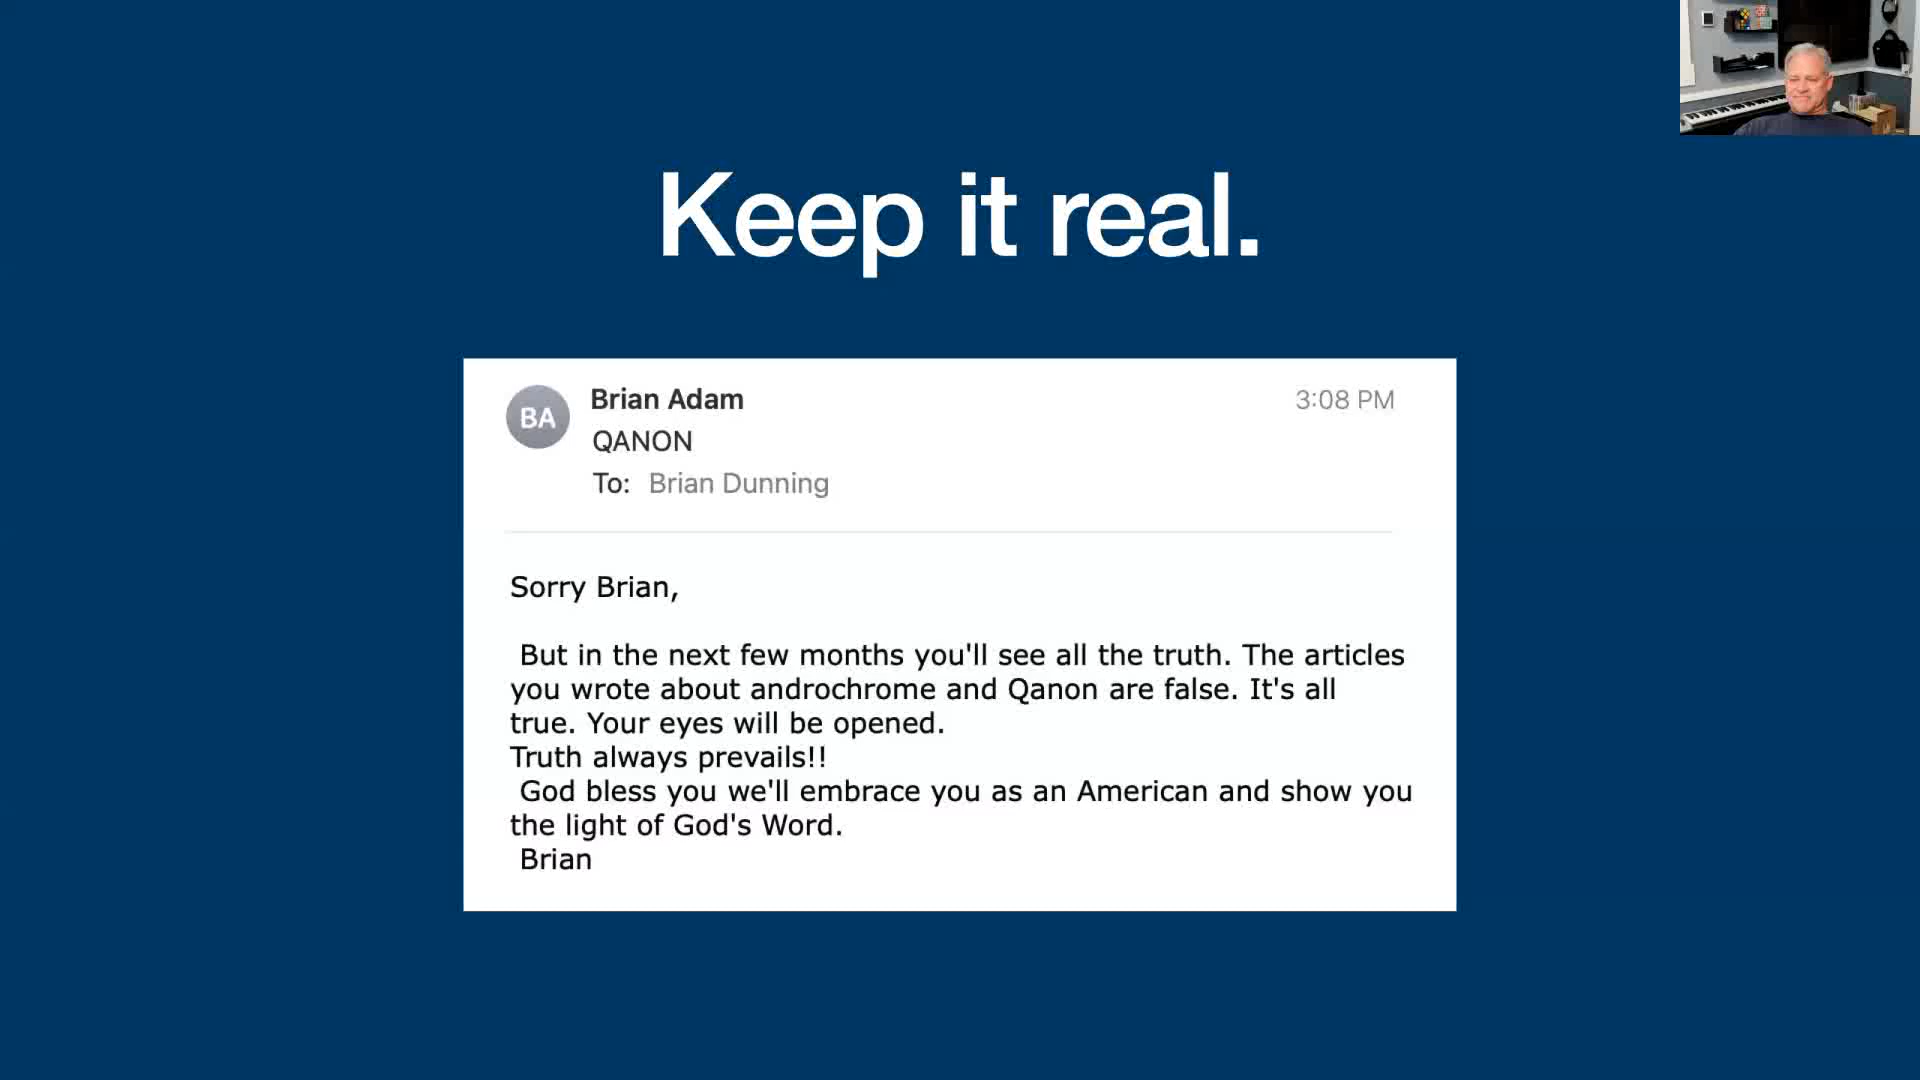 Keep it real.
BA
Brian Adam
3:08 PM
QANON
To: Brian Dunning
Sorry Brian,
But in the next few months you'll see all the truth. The articles
you wrote about androchrome and Qanon are false. It's all
true. Your eyes will be opened.
Truth always prevails!!
God bless you we'll embrace you as an American and show you
the light of God's Word.
Brian